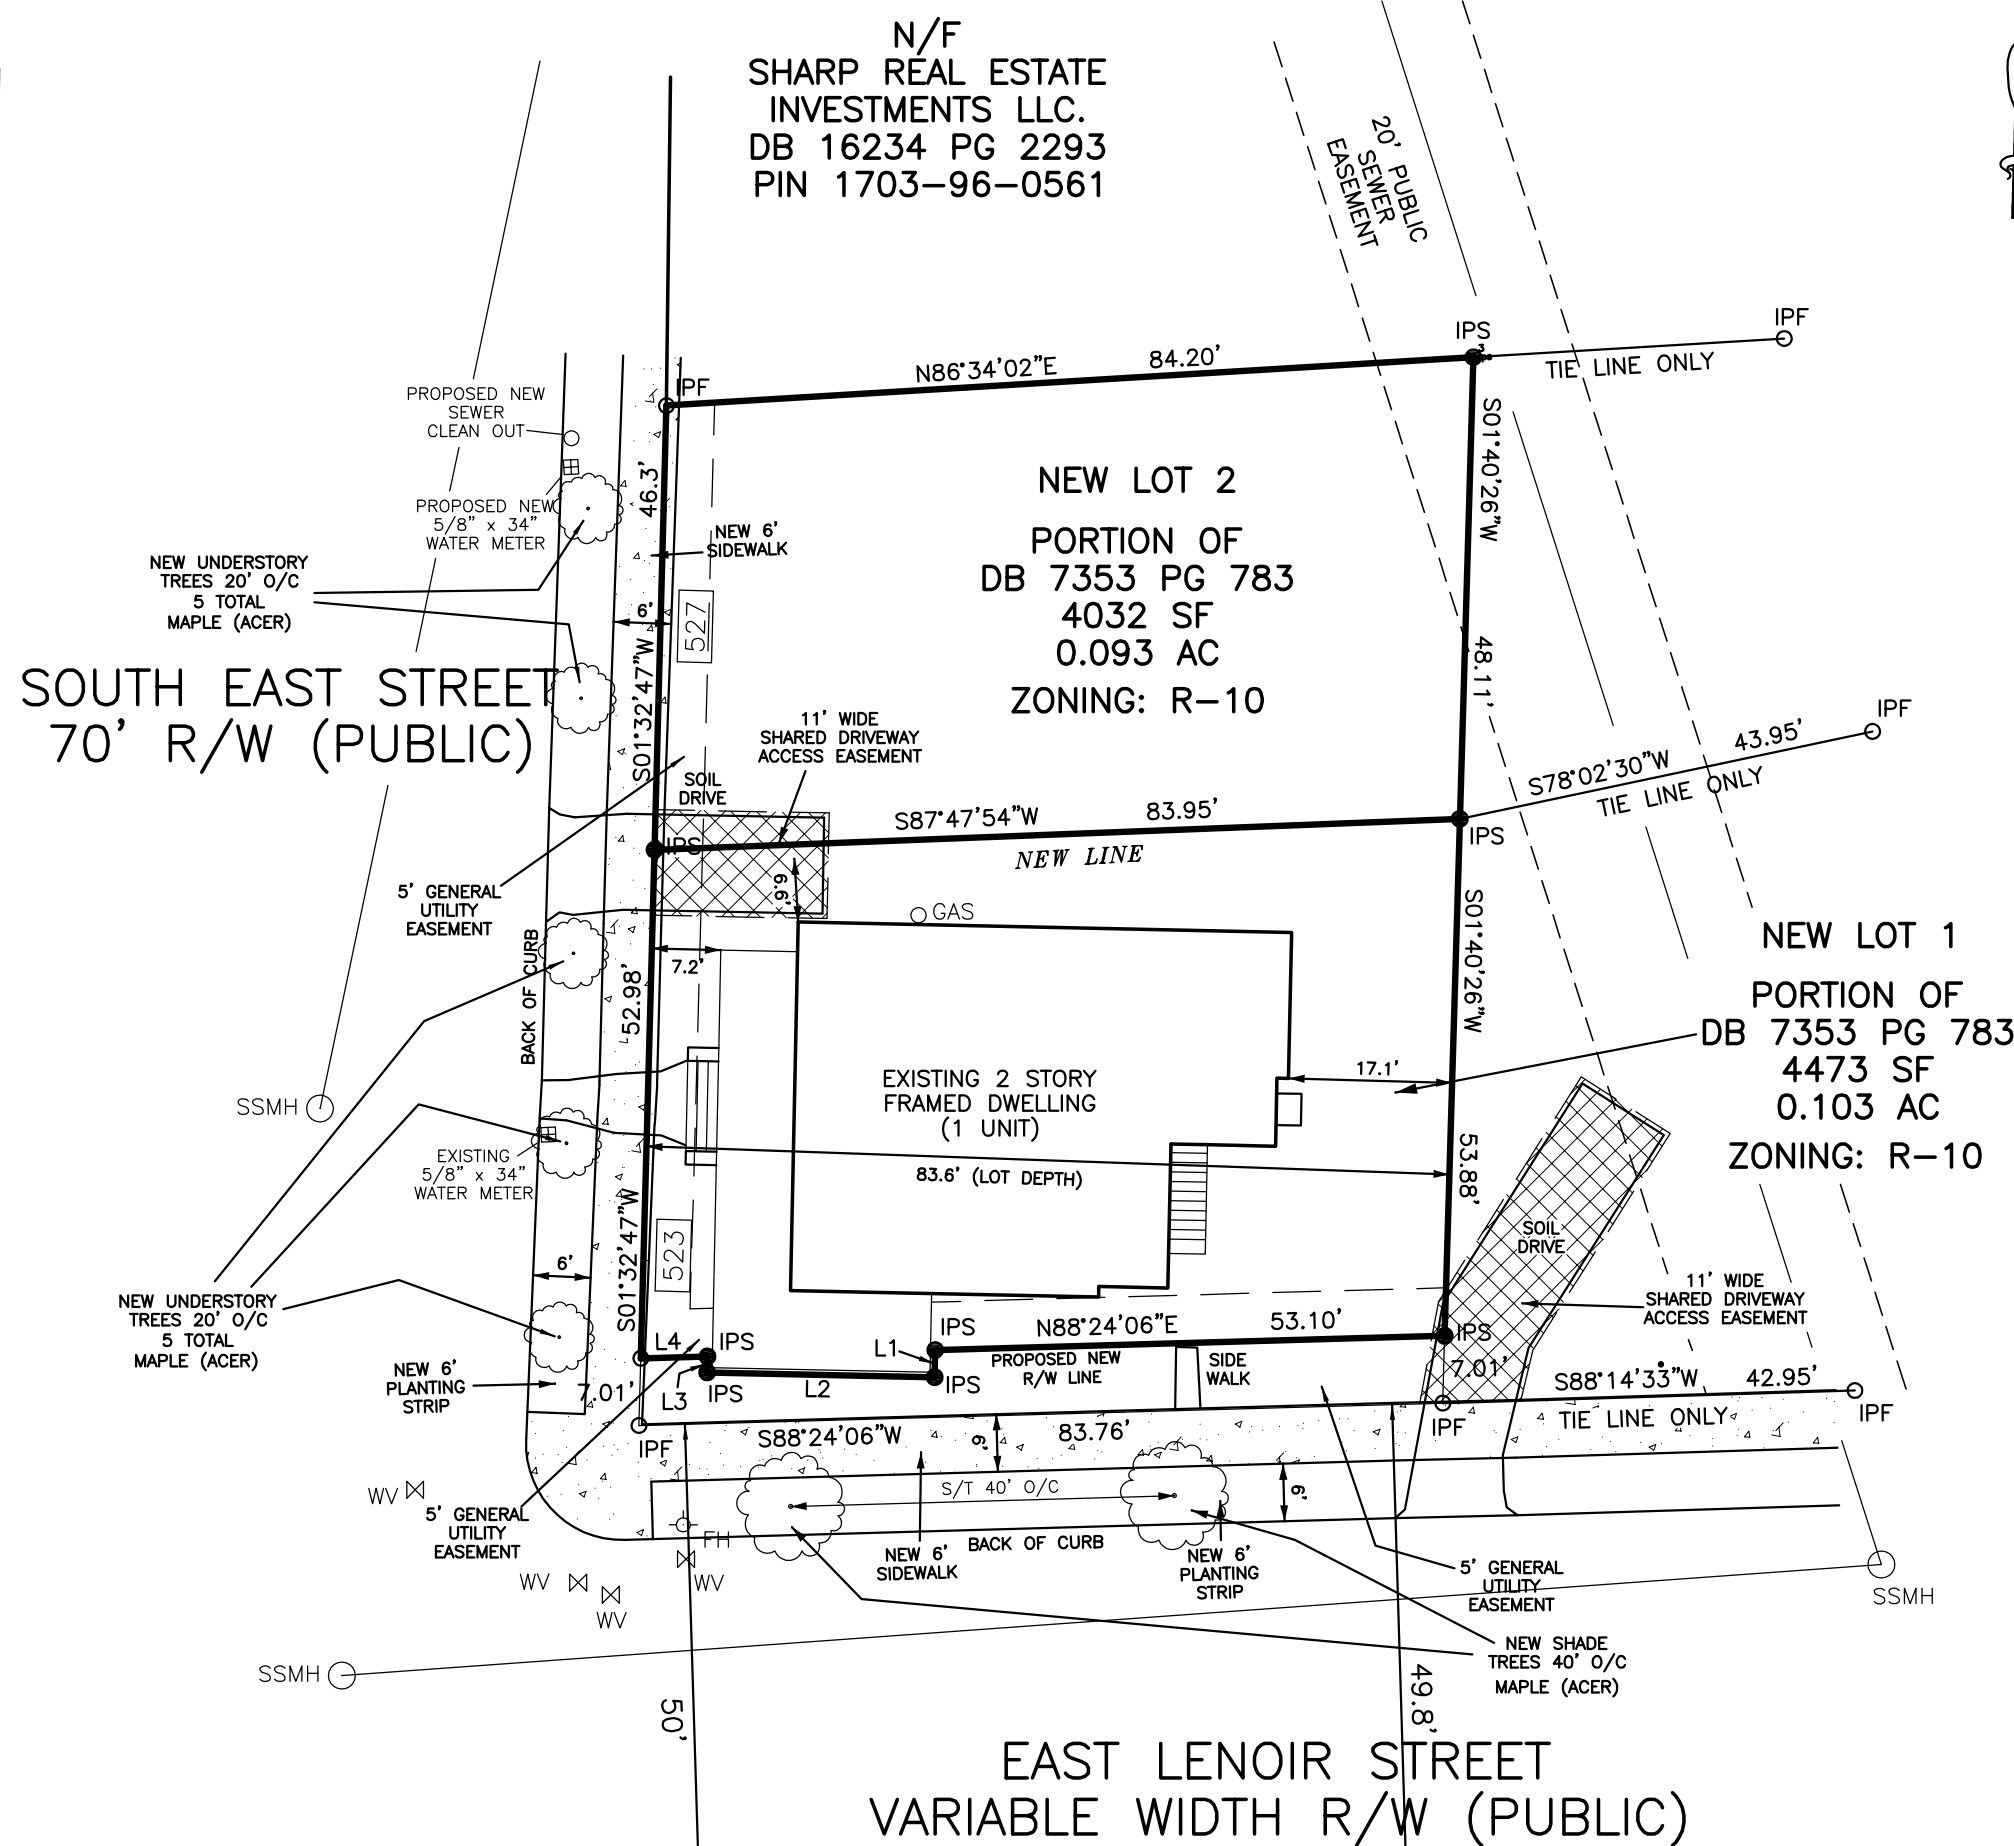 N/F
SHARP REAL ESTATE
INVESTMENTS LLC.
DB 16234 PG 2293
PIN 1703-96-0561
20' PUBLIC
SEWER
EASEMENT
IPS
IPF
N86°34'02"E 84.20'
TIE LINE ONLY
IPF
PROPOSED NEW
SEWER
CLEAN OUT
S01°40'26"W
46.3'
NEW LOT 2
PORTION OF
DB 7353 PG 783
4032 SF
0.093 AC
ZONING: R-10
PROPOSED NEW
5/8" x 34"
WATER METER
NEW 6'
SIDEWALK
NEW UNDERSTORY
TREES 20' O/C
5 TOTAL
MAPLE (ACER)
6'
527
S01°32'47"W
48.11'
SOUTH EAST STREET
70' R/W (PUBLIC)
11' WIDE
SHARED DRIVEWAY
ACCESS EASEMENT
IPF
43.95'
S78°02'30"W
TIE LINE ONLY
SOIL
DRIVE
S87°47'54"W 83.95'
IPS
IPS
NEW LINE
6.6'
5' GENERAL
UTILITY
EASEMENT
GAS
S01°40'26"W
NEW LOT 1
PORTION OF
DB 7353 PG 783
4473 SF
0.103 AC
ZONING: R-10
BACK OF CURB
7.2'
52.98'
17.1'
EXISTING 2 STORY
FRAMED DWELLING
(1 UNIT)
SSMH
EXISTING
5/8" x 34"
WATER METER
83.6' (LOT DEPTH)
53.88'
S01°32'47"W
523
6'
SOIL
DRIVE
11' WIDE
SHARED DRIVEWAY
ACCESS EASEMENT
NEW UNDERSTORY
TREES 20' O/C
5 TOTAL
MAPLE (ACER)
L4
IPS
L1
IPS
N88°24'06"E 53.10'
IPS
PROPOSED NEW
R/W LINE
SIDE
WALK
7.01'
NEW 6'
PLANTING
STRIP
7.01'
L3
IPS
L2
IPS
S88°14'33"W 42.95'
TIE LINE ONLY
IPF
IPF
IPF
S88°24'06"W 83.76'
6'
S/T 40' O/C
6'
WV
5' GENERAL
UTILITY
EASEMENT
FH
BACK OF CURB
NEW 6'
SIDEWALK
NEW 6'
PLANTING
STRIP
5' GENERAL
UTILITY
EASEMENT
WV
WV
WV
SSMH
NEW SHADE
TREES 40' O/C
MAPLE (ACER)
SSMH
50'
49.8'
EAST LENOIR STREET
VARIABLE WIDTH R/W (PUBLIC)